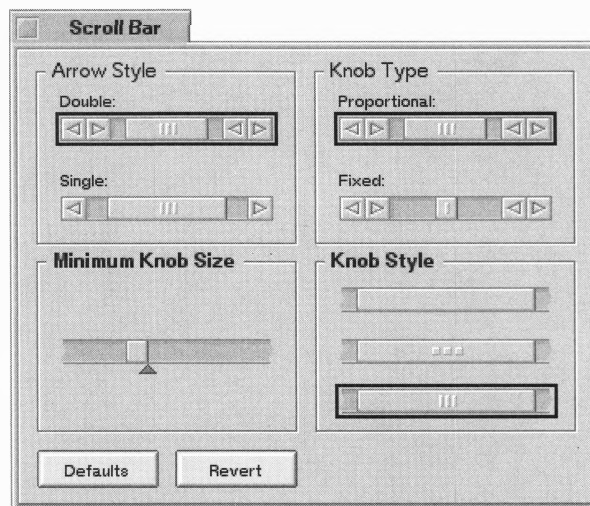 Scroll Bar
Arrow Style
Double:
Single:
Knob Type
Proportional:
Fixed:
Minimum Knob Size
Knob Style
Defaults
Revert